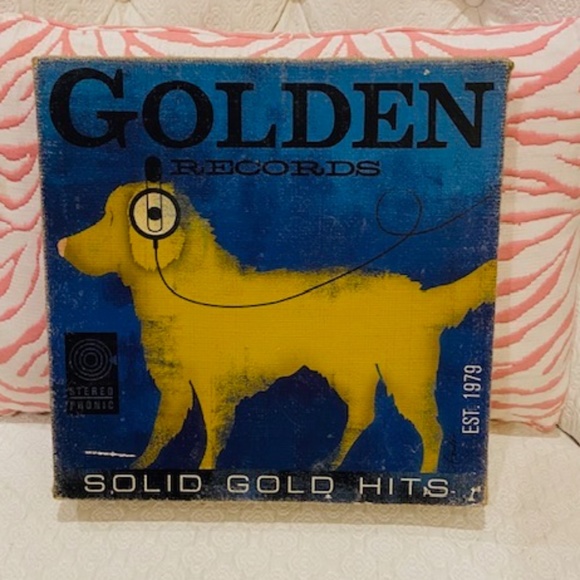 GOLDEN
RECORDS
STEREO
PHONIC
EST. 1979
SOLID GOLD HITS